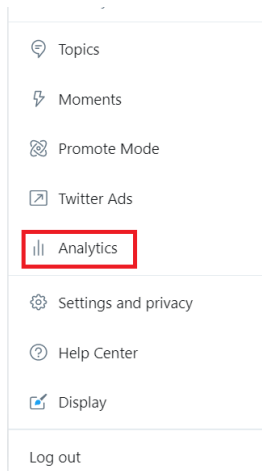 Topics
Moments
Promote Mode
Twitter Ads
Analytics
Settings and privacy
Help Center
Display
Log out